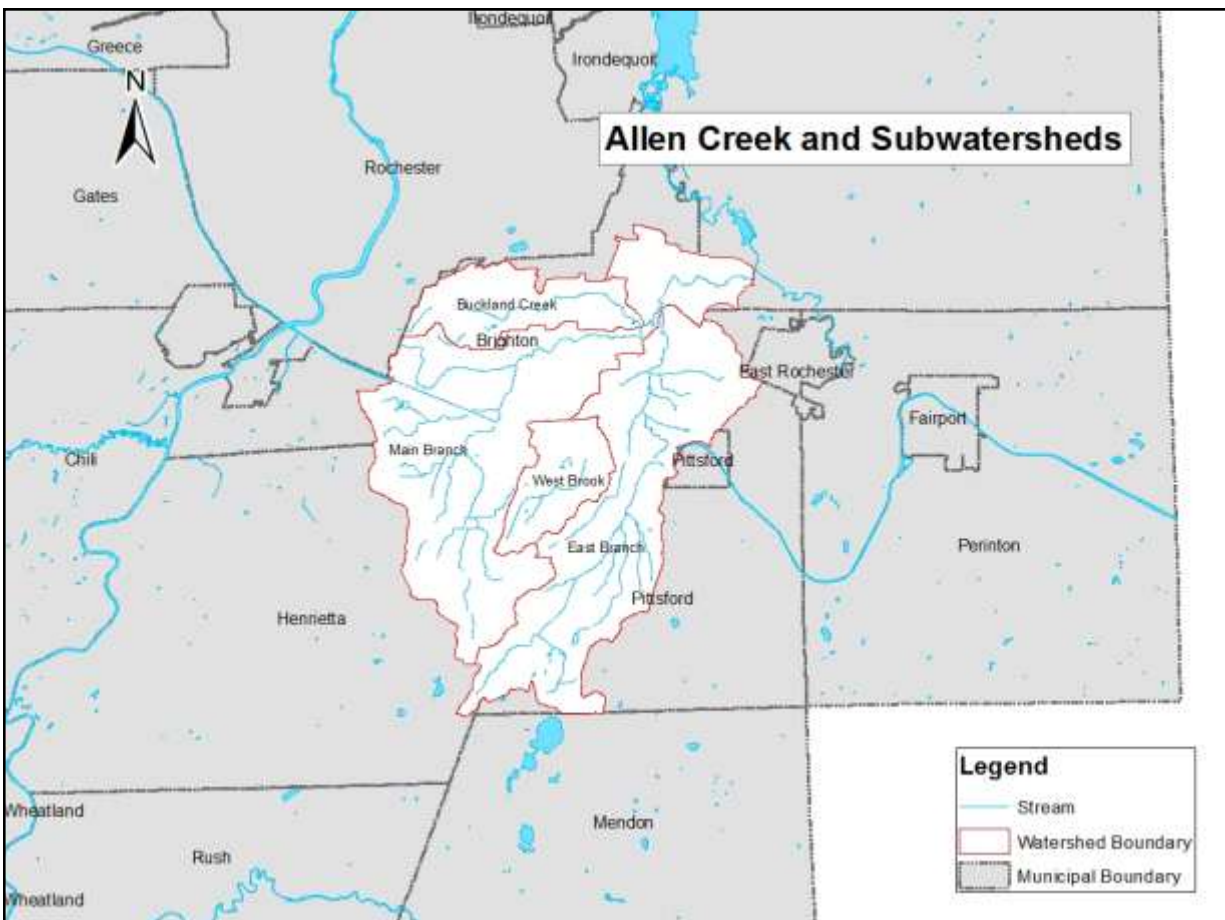 Irondequoit
Greece
Irondequoit
N
Allen Creek and Subwatersheds
Rochester
Gates
Buckland Creek
Brighton
East Rochester
Fairport
Main Branch
Chili
Pittsford
West Brook
East Branch
Perinton
Pittsford
Henrietta
Legend
Stream
Watershed Boundary
Municipal Boundary
Wheatland
Mendon
Rush
Wheatland